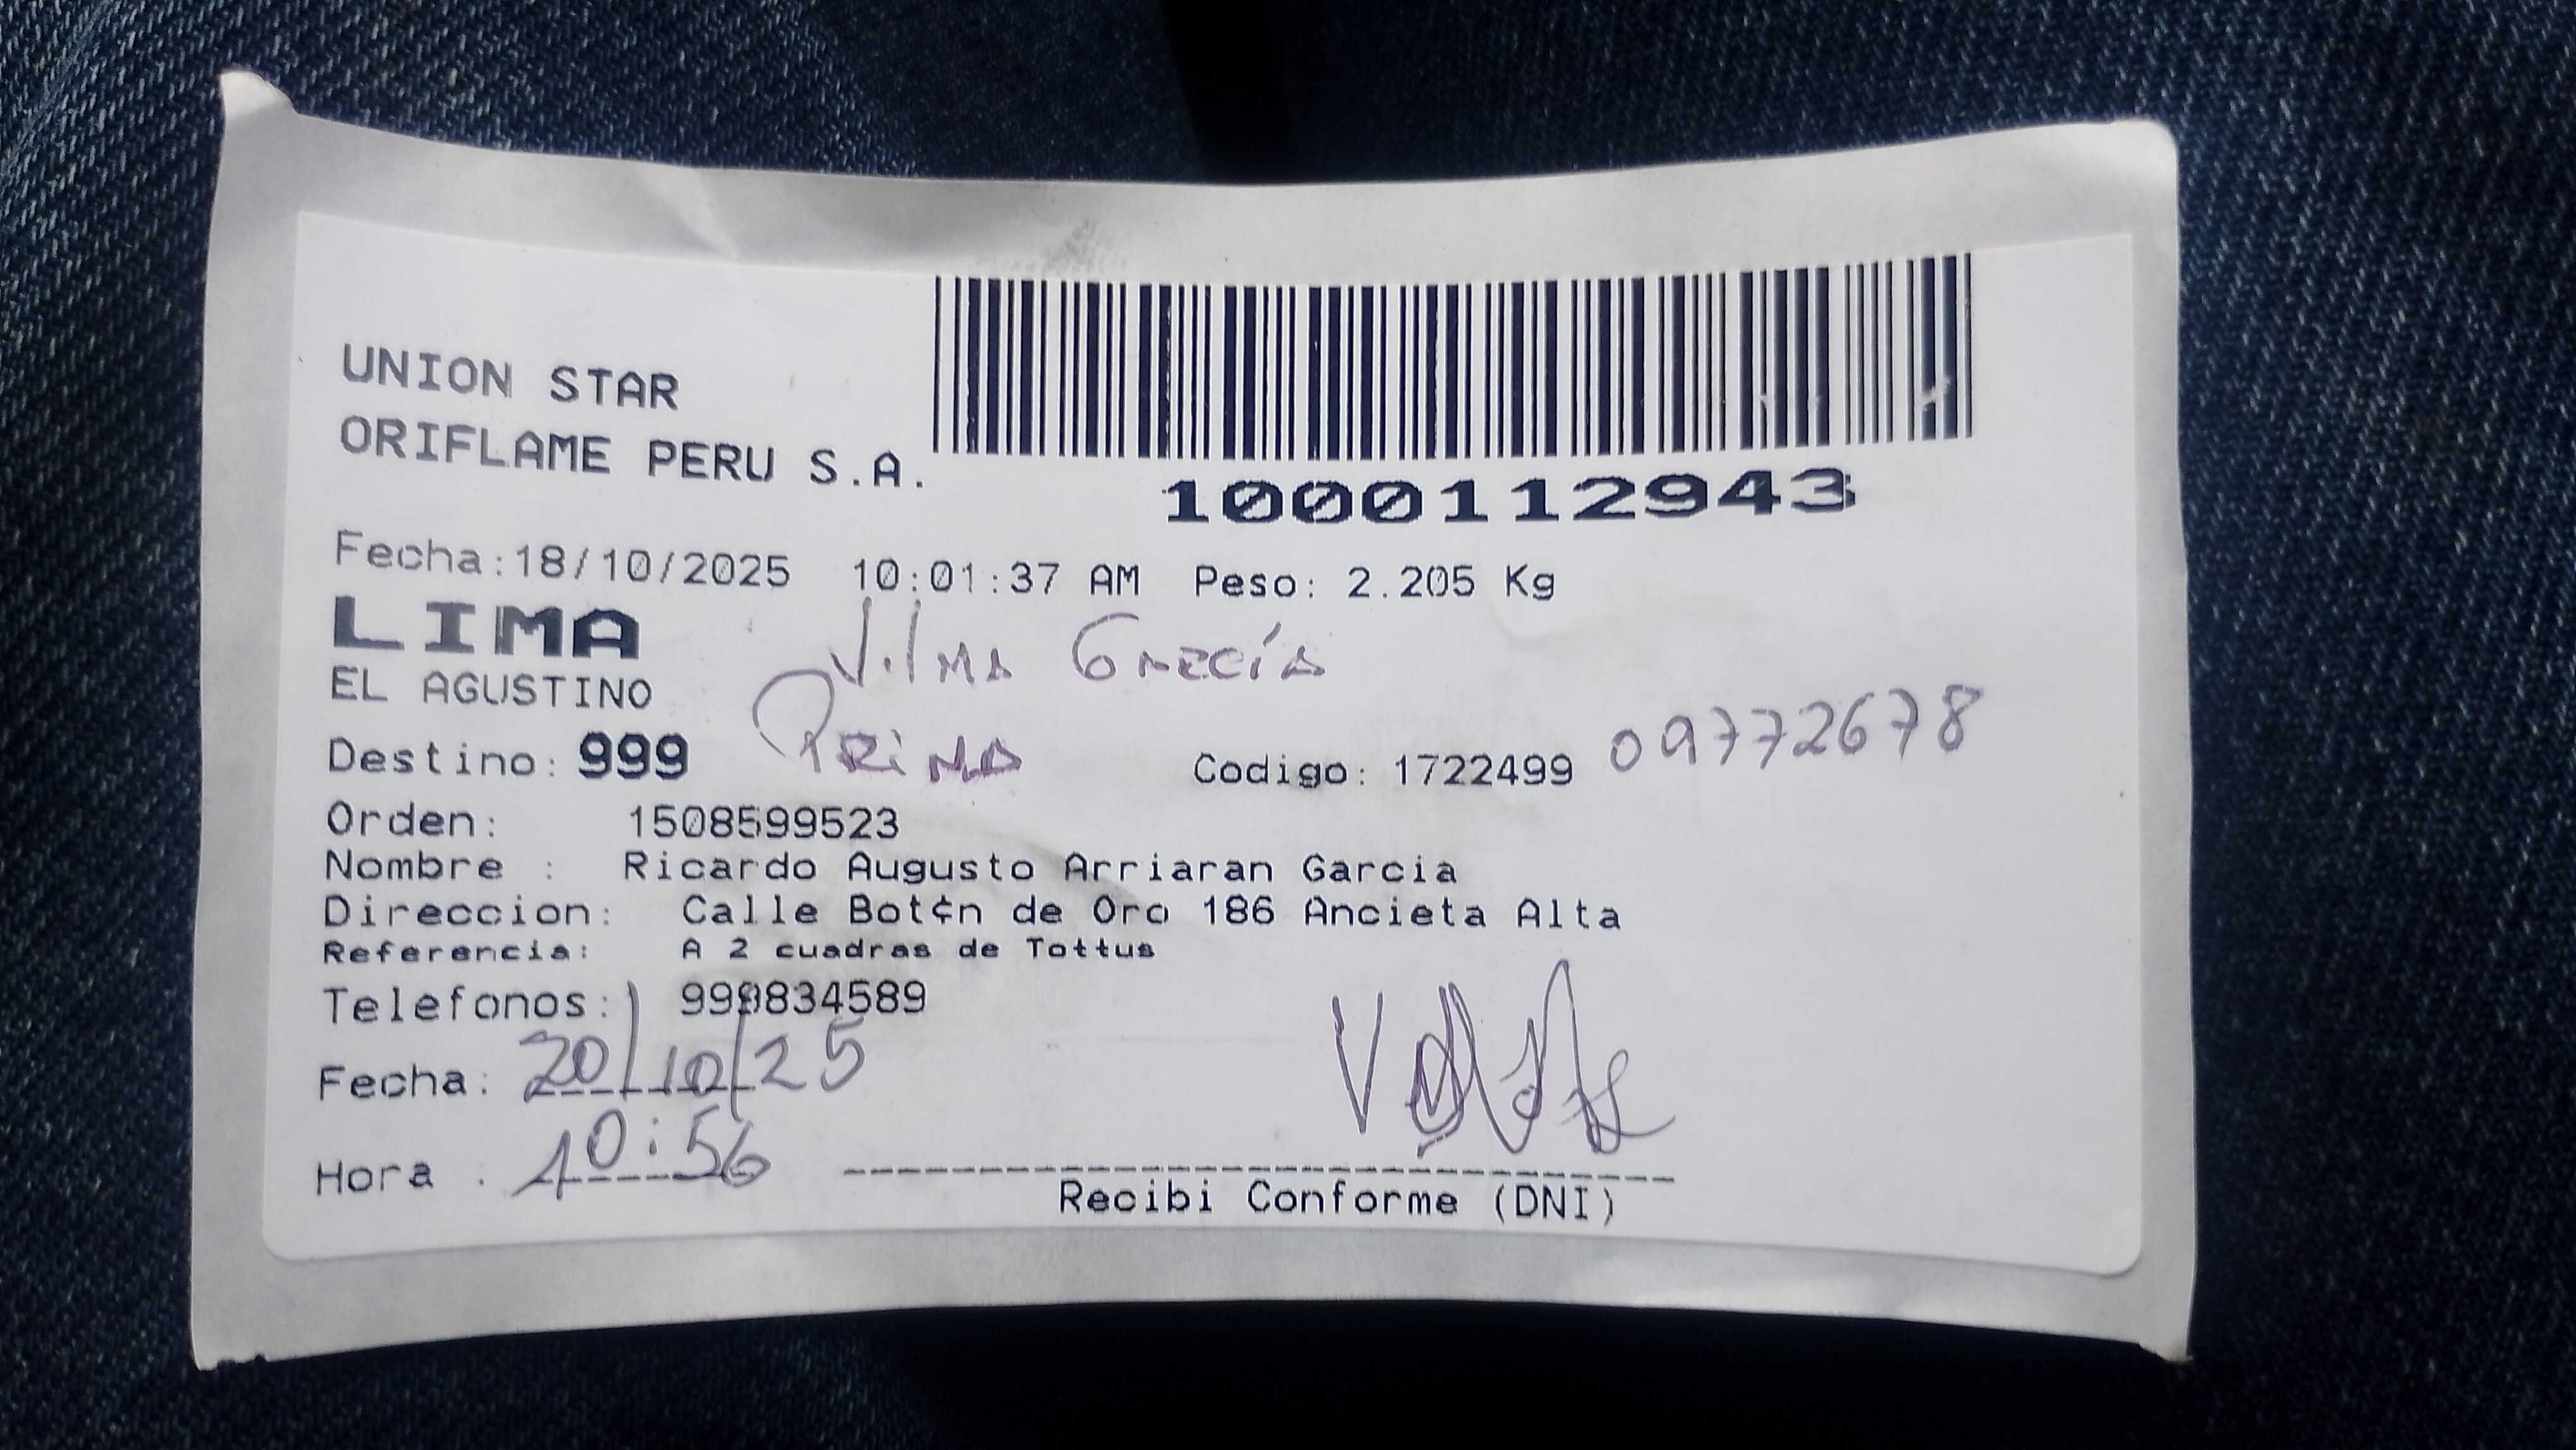 UNION STAR
ORIFLAME PERU S.A.
1000112943
Fecha:18/10/2025 10:01:37 AM Peso: 2.205 Kg
LIMA
Vilma García
EL AGUSTINO
Prima
Destino: 999 Codigo: 1722499 09772678
Orden: 1508599523
Nombre : Ricardo Augusto Arriaran Garcia
Direccion: Calle Bot¢n de Oro 186 Ancieta Alta
Referencia: A 2 cuadras de Tottus
Telefonos: 999834589
Fecha: 20/10/25
Hora : 10:56
Recibi Conforme (DNI)